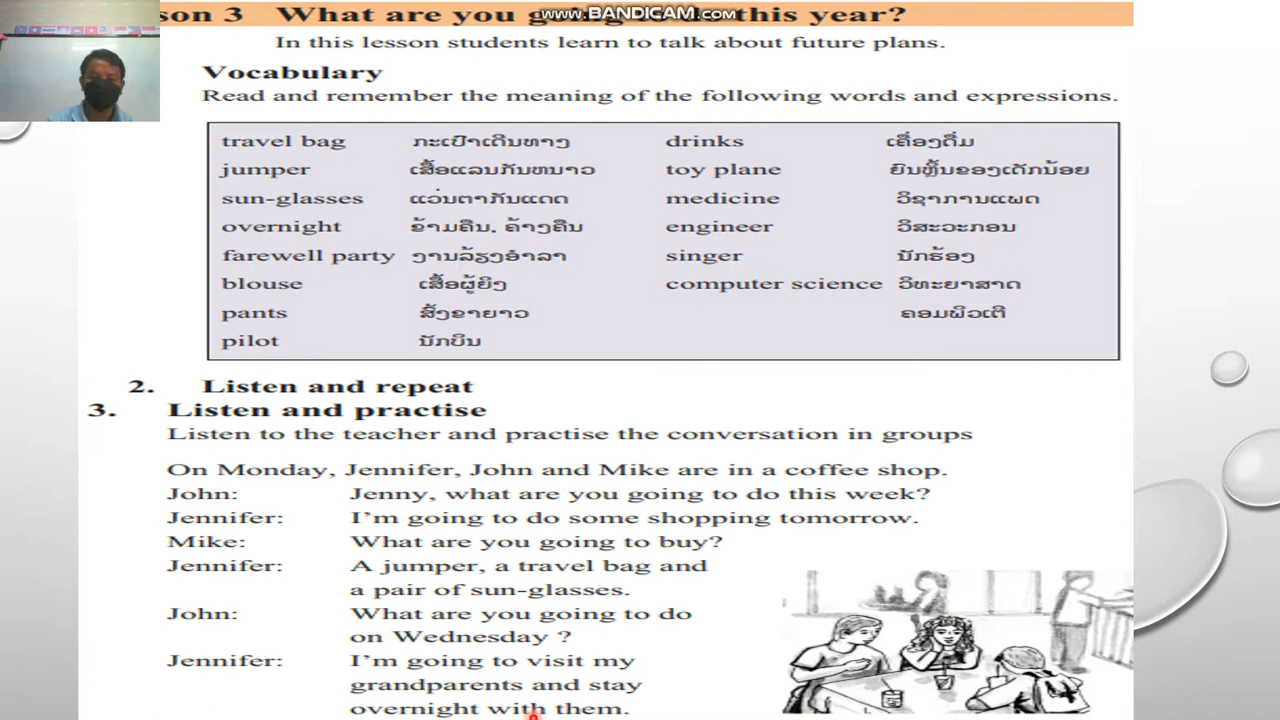 son 3 What are you g this year?
www.BANDICAM.com
In this lesson students learn to talk about future plans.
Vocabulary
Read and remember the meaning of the following words and expressions.
travel bag ກະເປົາເດີນທາງ drinks ເຄື່ອງດື່ມ
jumper ເສື້ອແລນກັນຫນາວ toy plane ຍົນຫຼິ້ນຂອງເດັກນ້ອຍ
sun-glasses ແວ່ນຕາກັນແດດ medicine ວິຊາການແພດ
overnight ຂ້າມຄືນ, ຄ້າງຄືນ engineer ວິສະວະກອນ
farewell party ງານລ້ຽງອໍາລາ singer ນັກຮ້ອງ
blouse ເສື້ອຜູ້ຍິງ computer science ວິທະຍາສາດ
pants ສົ້ງຂາຍາວ ຄອມພິວເຕີ
pilot ນັກບິນ
2. Listen and repeat
3. Listen and practise
Listen to the teacher and practise the conversation in groups
On Monday, Jennifer, John and Mike are in a coffee shop.
John: Jenny, what are you going to do this week?
Jennifer: I'm going to do some shopping tomorrow.
Mike: What are you going to buy?
Jennifer: A jumper, a travel bag and
a pair of sun-glasses.
John: What are you going to do
on Wednesday ?
Jennifer: I'm going to visit my
grandparents and stay
overnight with them.